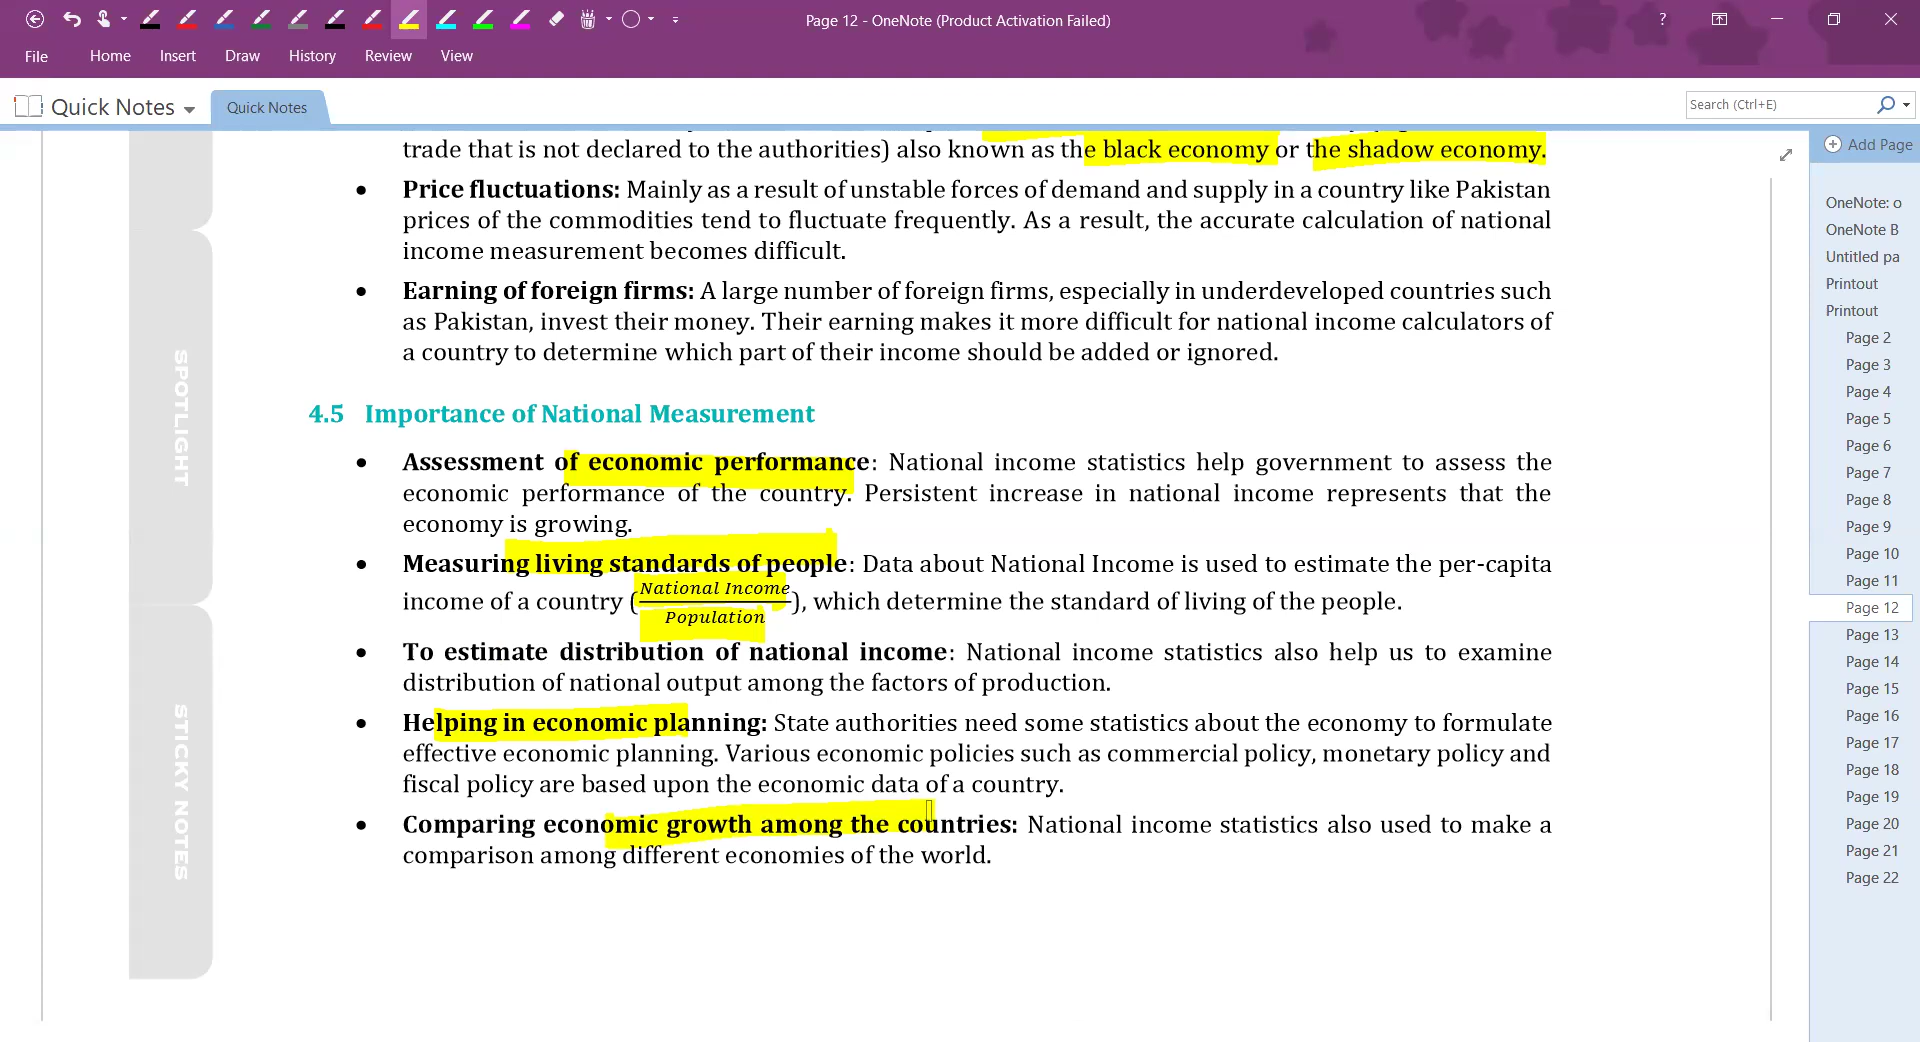 Page 12 - OneNote (Product Activation Failed)
?
File
Home
Insert
Draw
History
Review
View
Quick Notes
Quick Notes
Search (Ctrl+E)
trade that is not declared to the authorities) also known as the black economy or the shadow economy.
• Price fluctuations: Mainly as a result of unstable forces of demand and supply in a country like Pakistan
prices of the commodities tend to fluctuate frequently. As a result, the accurate calculation of national
income measurement becomes difficult.
• Earning of foreign firms: A large number of foreign firms, especially in underdeveloped countries such
as Pakistan, invest their money. Their earning makes it more difficult for national income calculators of
a country to determine which part of their income should be added or ignored.
4.5 Importance of National Measurement
• Assessment of economic performance: National income statistics help government to assess the
economic performance of the country. Persistent increase in national income represents that the
economy is growing.
• Measuring living standards of people: Data about National Income is used to estimate the per-capita
income of a country (National Income/Population), which determine the standard of living of the people.
• To estimate distribution of national income: National income statistics also help us to examine
distribution of national output among the factors of production.
• Helping in economic planning: State authorities need some statistics about the economy to formulate
effective economic planning. Various economic policies such as commercial policy, monetary policy and
fiscal policy are based upon the economic data of a country.
• Comparing economic growth among the countries: National income statistics also used to make a
comparison among different economies of the world.
SPOTLIGHT
STICKY NOTES
Add Page
OneNote: o
OneNote B
Untitled pa
Printout
Printout
Page 2
Page 3
Page 4
Page 5
Page 6
Page 7
Page 8
Page 9
Page 10
Page 11
Page 12
Page 13
Page 14
Page 15
Page 16
Page 17
Page 18
Page 19
Page 20
Page 21
Page 22